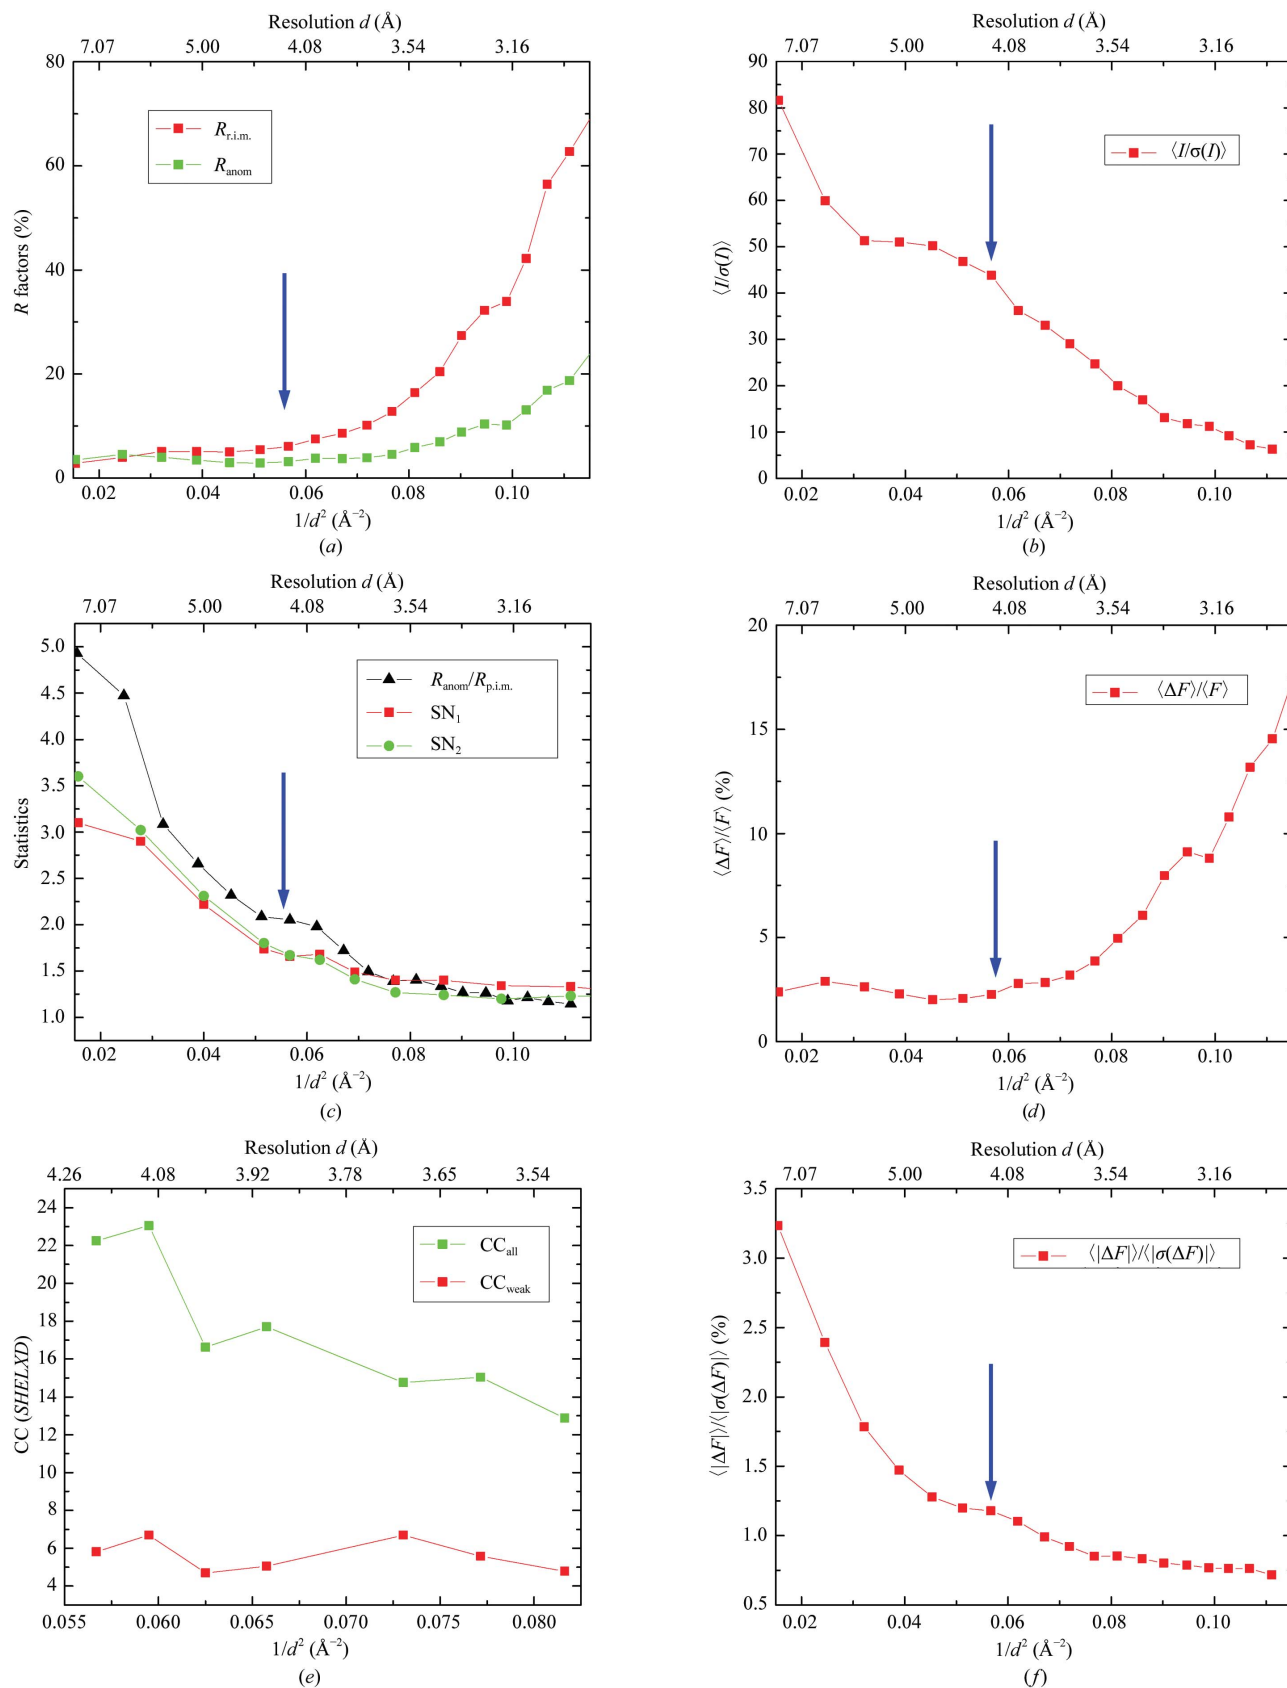 Resolution d (Å)
7.07 5.00 4.08 3.54 3.16
80
60
40
20
0
R factors (%)
R r.i.m.
R anom
0.02 0.04 0.06 0.08 0.10
1/d² (Å⁻²)
(a)
Resolution d (Å)
7.07 5.00 4.08 3.54 3.16
90
80
70
60
50
40
30
20
10
0
⟨I/σ(I)⟩
⟨I/σ(I)⟩
0.02 0.04 0.06 0.08 0.10
1/d² (Å⁻²)
(b)
Resolution d (Å)
7.07 5.00 4.08 3.54 3.16
5.0
4.5
4.0
3.5
3.0
2.5
2.0
1.5
1.0
Statistics
R anom/R p.i.m.
SN₁
SN₂
0.02 0.04 0.06 0.08 0.10
1/d² (Å⁻²)
(c)
Resolution d (Å)
7.07 5.00 4.08 3.54 3.16
20
15
10
5
0
⟨ΔF⟩/⟨F⟩ (%)
⟨ΔF⟩/⟨F⟩
0.02 0.04 0.06 0.08 0.10
1/d² (Å⁻²)
(d)
Resolution d (Å)
4.26 4.08 3.92 3.78 3.65 3.54
24
22
20
18
16
14
12
10
8
6
4
CC (SHELXD)
CC all
CC weak
0.055 0.060 0.065 0.070 0.075 0.080
1/d² (Å⁻²)
(e)
Resolution d (Å)
7.07 5.00 4.08 3.54 3.16
3.5
3.0
2.5
2.0
1.5
1.0
0.5
⟨|ΔF|⟩/⟨|σ(ΔF)|⟩ (%)
⟨|ΔF|⟩/⟨|σ(ΔF)|⟩
0.02 0.04 0.06 0.08 0.10
1/d² (Å⁻²)
(f)